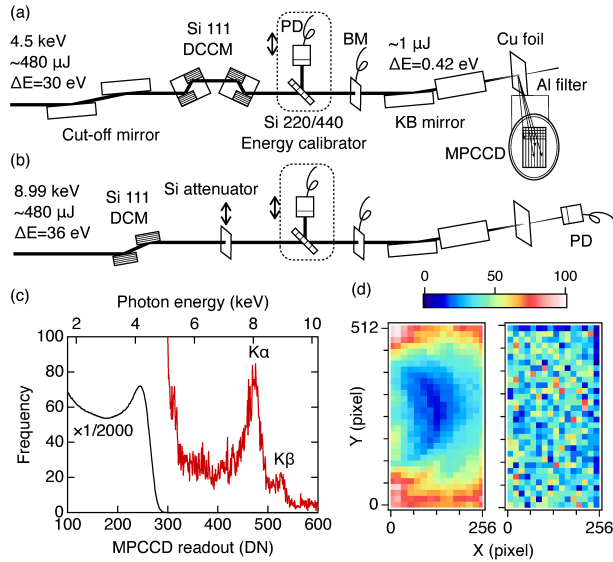 (a)
4.5 keV
~480 μJ
ΔE=30 eV
Si 111
DCCM
PD
BM
~1 μJ
ΔE=0.42 eV
Cu foil
Al filter
Cut-off mirror
Si 220/440
Energy calibrator
KB mirror
MPCCD
(b)
8.99 keV
~480 μJ
ΔE=36 eV
Si 111
DCM
Si attenuator
PD
(c)
Photon energy (keV)
2 4 6 8 10
100
80
60
40
20
0
Frequency
×1/2000
Kα
Kβ
100 200 300 400 500 600
MPCCD readout (DN)
(d)
0 50 100
512
0
Y (pixel)
0 256 0 256
X (pixel)